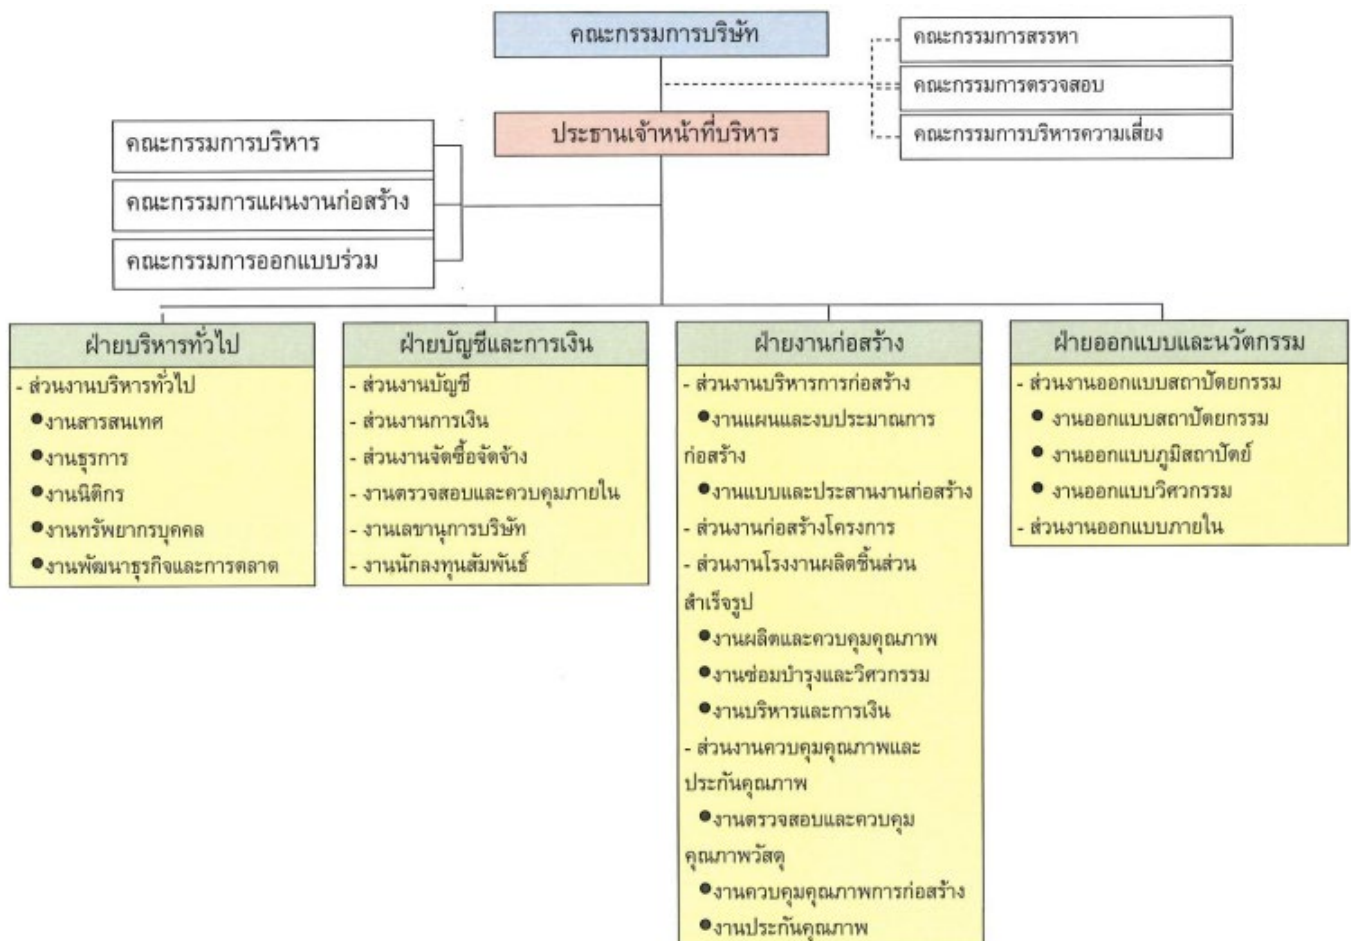 คณะกรรมการบริษัท
คณะกรรมการสรรหา
คณะกรรมการตรวจสอบ
คณะกรรมการบริหารความเสี่ยง
ประธานเจ้าหน้าที่บริหาร
คณะกรรมการบริหาร
คณะกรรมการแผนงานก่อสร้าง
คณะกรรมการออกแบบร่วม
ฝ่ายบริหารทั่วไป
- ส่วนงานบริหารทั่วไป
●งานสารสนเทศ
●งานธุรการ
●งานนิติกร
●งานทรัพยากรบุคคล
●งานพัฒนาธุรกิจและการตลาด
ฝ่ายบัญชีและการเงิน
- ส่วนงานบัญชี
- ส่วนงานการเงิน
- ส่วนงานจัดซื้อจัดจ้าง
- งานตรวจสอบและควบคุมภายใน
- งานเลขานุการบริษัท
- งานนักลงทุนสัมพันธ์
ฝ่ายงานก่อสร้าง
- ส่วนงานบริหารการก่อสร้าง
●งานแผนและงบประมาณการ
ก่อสร้าง
●งานแบบและประสานงานก่อสร้าง
- ส่วนงานก่อสร้างโครงการ
- ส่วนงานโรงงานผลิตชิ้นส่วน
สำเร็จรูป
●งานผลิตและควบคุมคุณภาพ
●งานซ่อมบำรุงและวิศวกรรม
●งานบริหารและการเงิน
- ส่วนงานควบคุมคุณภาพและ
ประกันคุณภาพ
●งานตรวจสอบและควบคุม
คุณภาพวัสดุ
●งานควบคุมคุณภาพการก่อสร้าง
●งานประกันคุณภาพ
ฝ่ายออกแบบและนวัตกรรม
- ส่วนงานออกแบบสถาปัตยกรรม
●งานออกแบบสถาปัตยกรรม
●งานออกแบบภูมิสถาปัตย์
●งานออกแบบวิศวกรรม
- ส่วนงานออกแบบภายใน